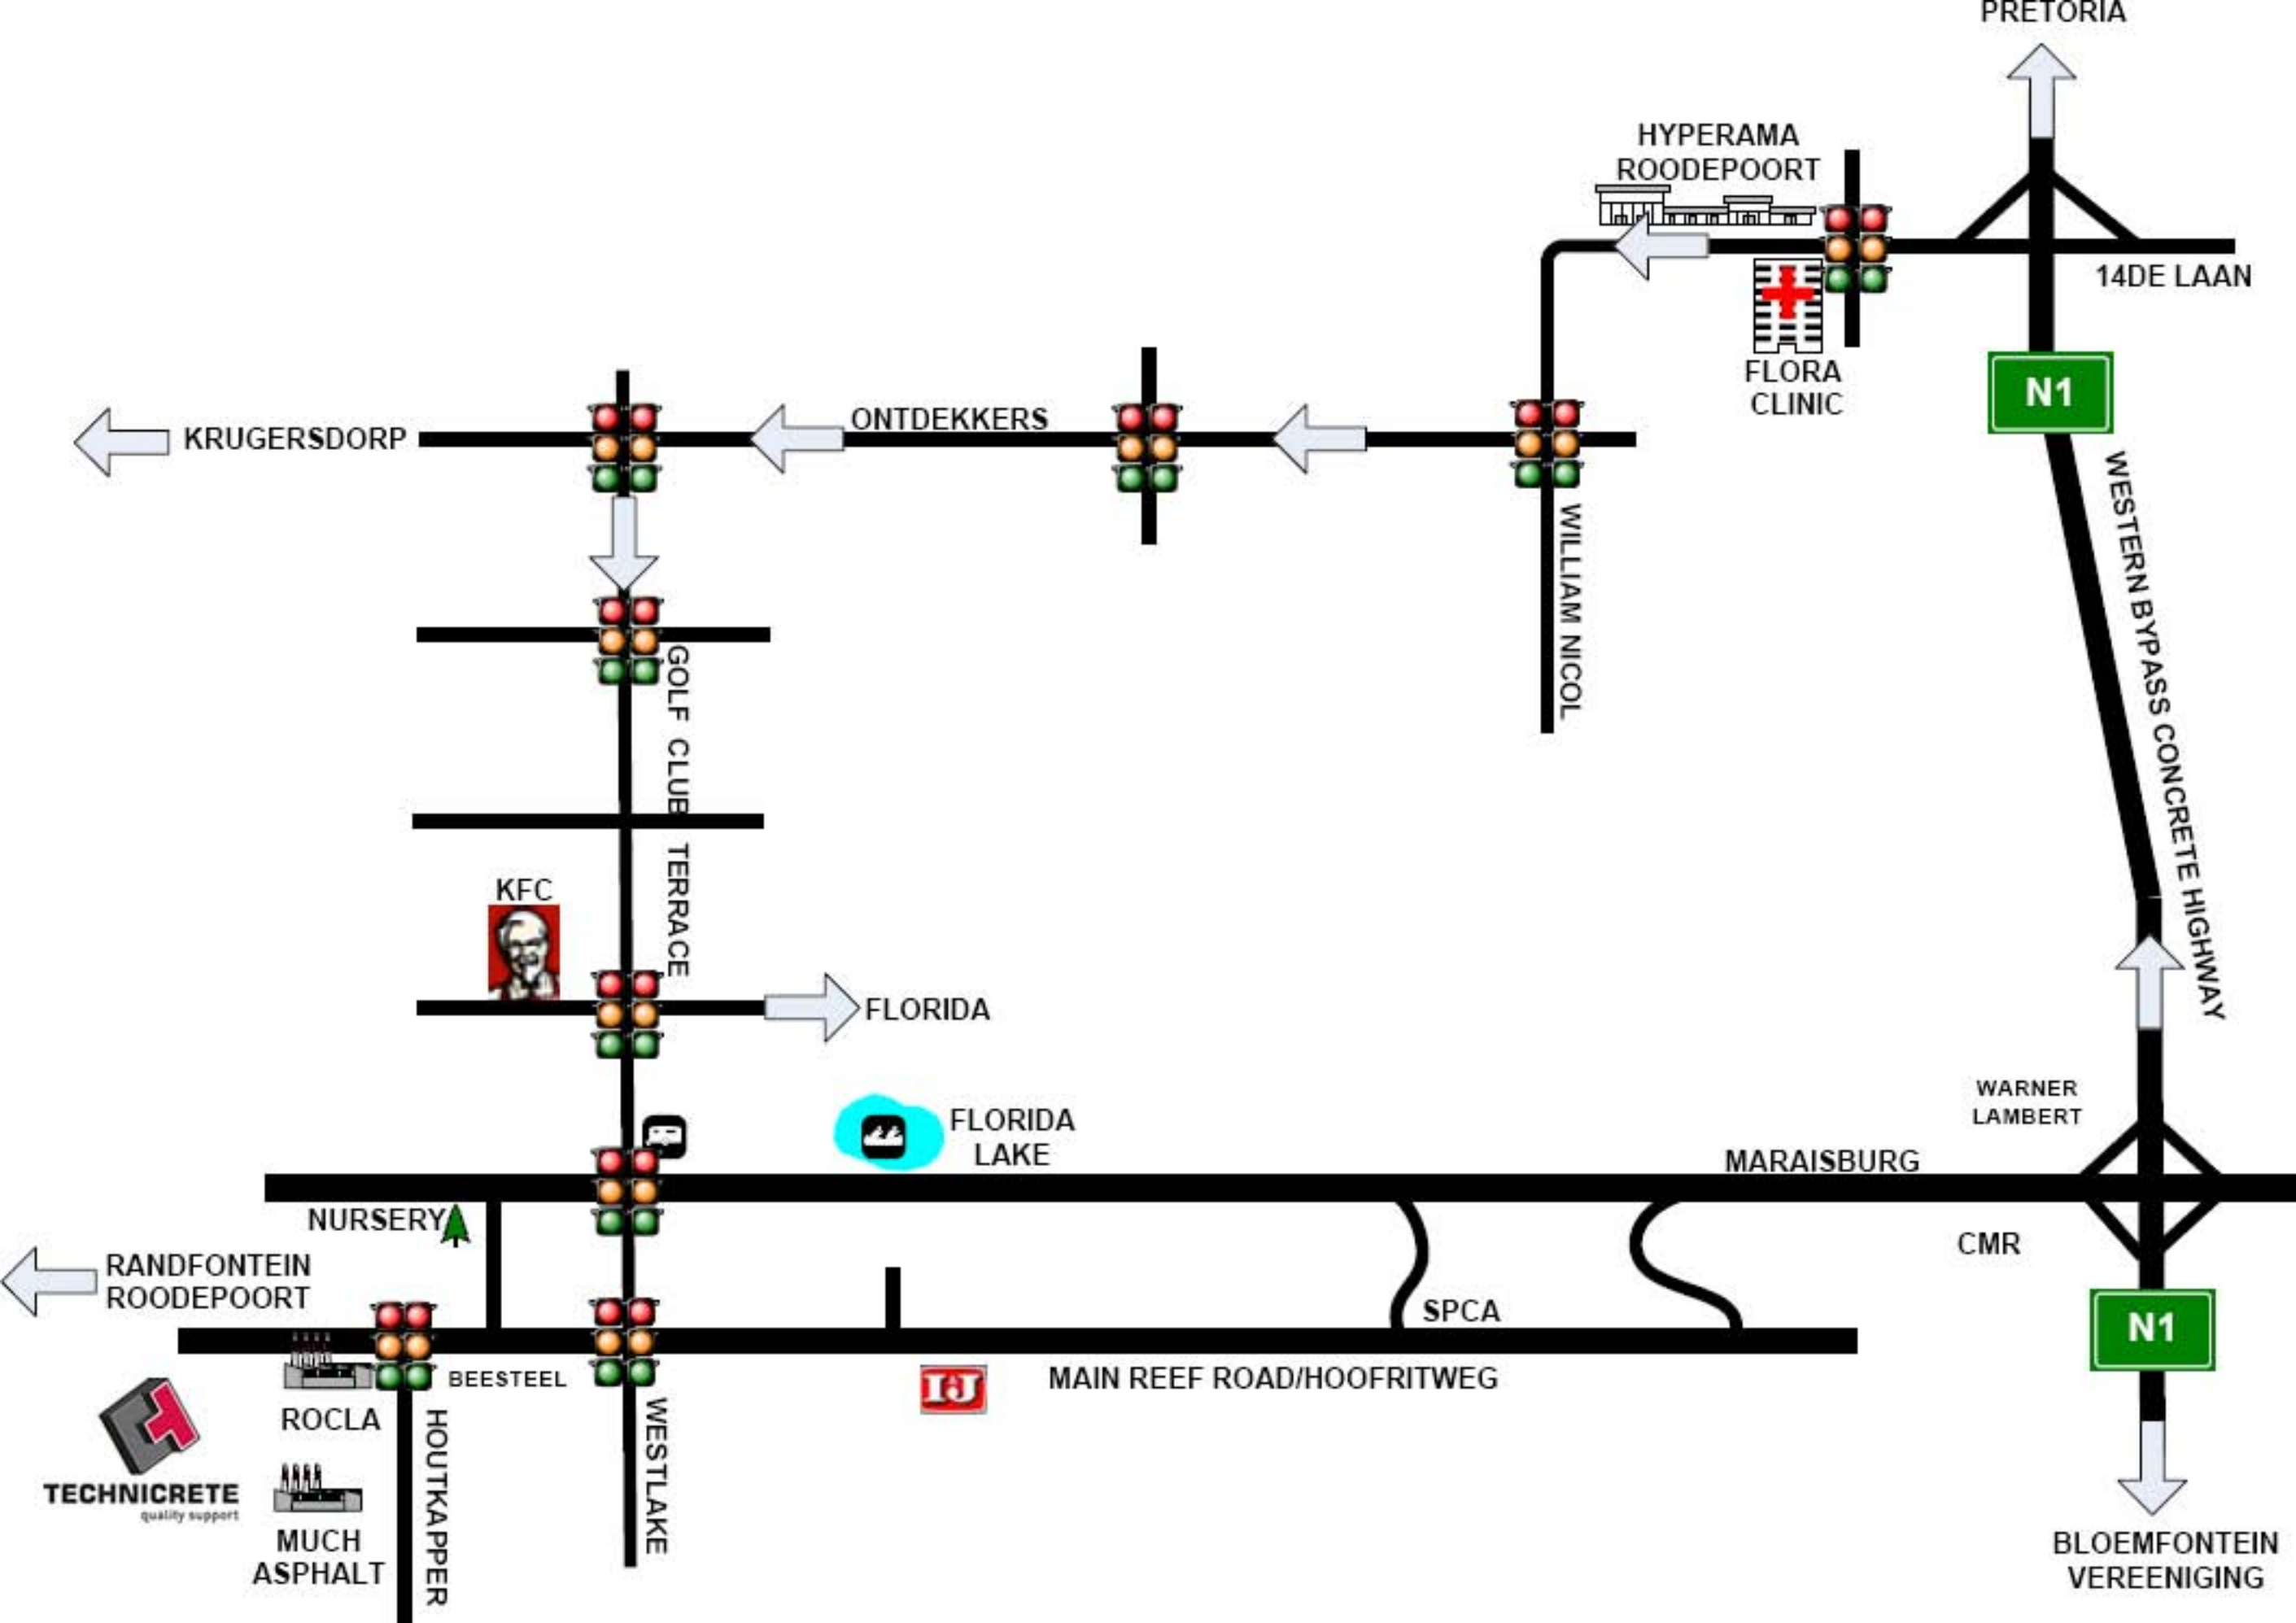 PRETORIA
HYPERAMA
ROODEPOORT
14DE LAAN
FLORA
CLINIC
N1
ONTDEKKERS
KRUGERSDORP
WESTERN BYPASS CONCRETE HIGHWAY
WILLIAM NICOL
GOLF CLUB TERRACE
KFC
FLORIDA
WARNER
LAMBERT
FLORIDA
LAKE
MARAISBURG
NURSERY
CMR
RANDFONTEIN
ROODEPOORT
SPCA
N1
BEESTEEL
I&J
MAIN REEF ROAD/HOOFRITWEG
ROCLA
HOUTKAPPER
WESTLAKE
TECHNICRETE
quality support
MUCH
ASPHALT
BLOEMFONTEIN
VEREENIGING